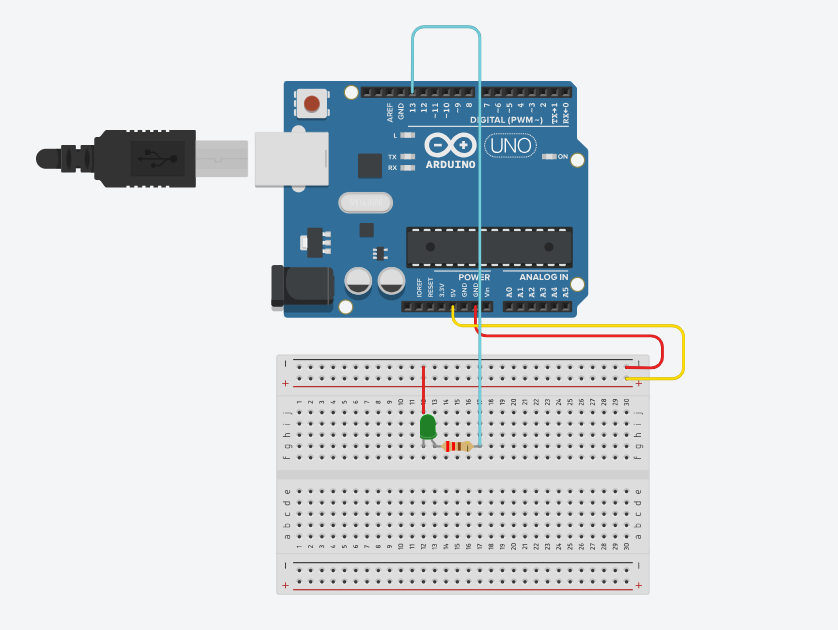 AREF
GND
13
12
~11
~10
~9
8
7
~6
~5
4
~3
2
TX→1
RX←0
DIGITAL (PWM~)
L
TX
RX
ARDUINO
UNO
ON
POWER
ANALOG IN
IOREF
RESET
3.3V
5V
GND
GND
Vin
A0
A1
A2
A3
A4
A5
− −
+ +
1 2 3 4 5 6 7 8 9 10 11 12 13 14 15 16 17 18 19 20 21 22 23 24 25 26 27 28 29 30
j j
i i
h h
g g
f f
e e
d d
c c
b b
a a
1 2 3 4 5 6 7 8 9 10 11 12 13 14 15 16 17 18 19 20 21 22 23 24 25 26 27 28 29 30
− −
+ +